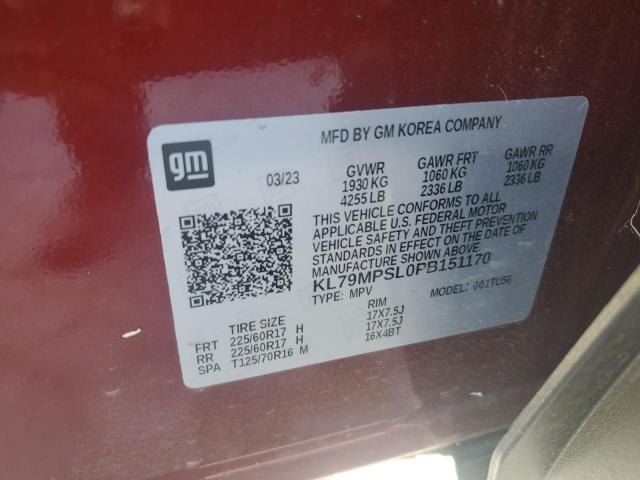 MFD BY GM KOREA COMPANY
gm
03/23
GVWR GAWR FRT GAWR RR
1930 KG 1060 KG 1060 KG
4255 LB 2336 LB 2336 LB
THIS VEHICLE CONFORMS TO ALL
APPLICABLE U.S. FEDERAL MOTOR
VEHICLE SAFETY AND THEFT PREVENTION
STANDARDS IN EFFECT ON THE DATE OF
MANUFACTURE SHOWN ABOVE.
KL79MPSL0PB151170
TYPE: MPV MODEL: 001TU56
TIRE SIZE RIM
FRT 225/60R17 H 17X7.5J
RR 225/60R17 H 17X7.5J
SPA T125/70R16 M 16X4BT